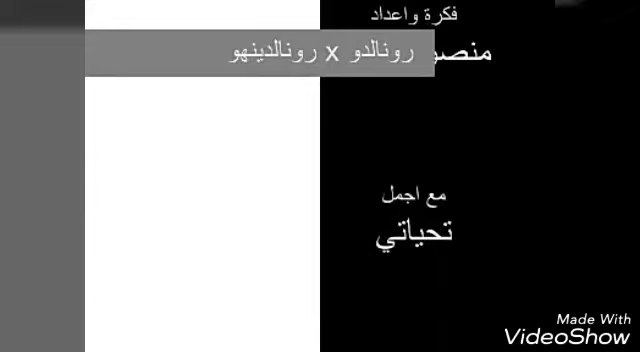 فكرة واعداد
رونالدو x رونالدينهو
مع اجمل
تحياتي
Made With
VideoShow